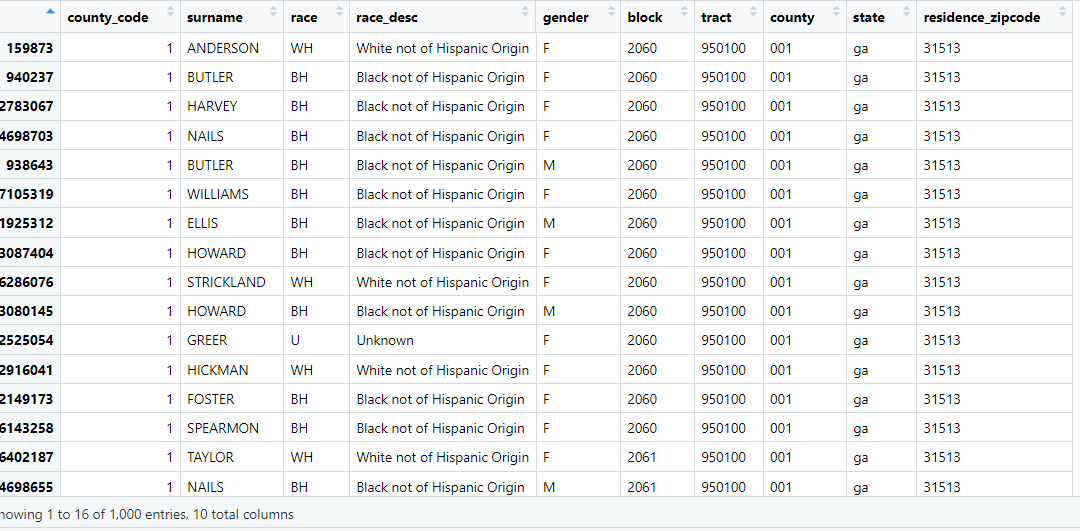 county_code surname race race_desc gender block tract county state residence_zipcode
159873 1 ANDERSON WH White not of Hispanic Origin F 2060 950100 001 ga 31513
940237 1 BUTLER BH Black not of Hispanic Origin F 2060 950100 001 ga 31513
2783067 1 HARVEY BH Black not of Hispanic Origin F 2060 950100 001 ga 31513
4698703 1 NAILS BH Black not of Hispanic Origin F 2060 950100 001 ga 31513
938643 1 BUTLER BH Black not of Hispanic Origin M 2060 950100 001 ga 31513
7105319 1 WILLIAMS BH Black not of Hispanic Origin F 2060 950100 001 ga 31513
1925312 1 ELLIS BH Black not of Hispanic Origin M 2060 950100 001 ga 31513
3087404 1 HOWARD BH Black not of Hispanic Origin F 2060 950100 001 ga 31513
6286076 1 STRICKLAND WH White not of Hispanic Origin F 2060 950100 001 ga 31513
3080145 1 HOWARD BH Black not of Hispanic Origin M 2060 950100 001 ga 31513
2525054 1 GREER U Unknown F 2060 950100 001 ga 31513
2916041 1 HICKMAN WH White not of Hispanic Origin F 2060 950100 001 ga 31513
2149173 1 FOSTER BH Black not of Hispanic Origin F 2060 950100 001 ga 31513
6143258 1 SPEARMON BH Black not of Hispanic Origin F 2060 950100 001 ga 31513
6402187 1 TAYLOR WH White not of Hispanic Origin F 2061 950100 001 ga 31513
4698655 1 NAILS BH Black not of Hispanic Origin M 2061 950100 001 ga 31513
howing 1 to 16 of 1,000 entries, 10 total columns